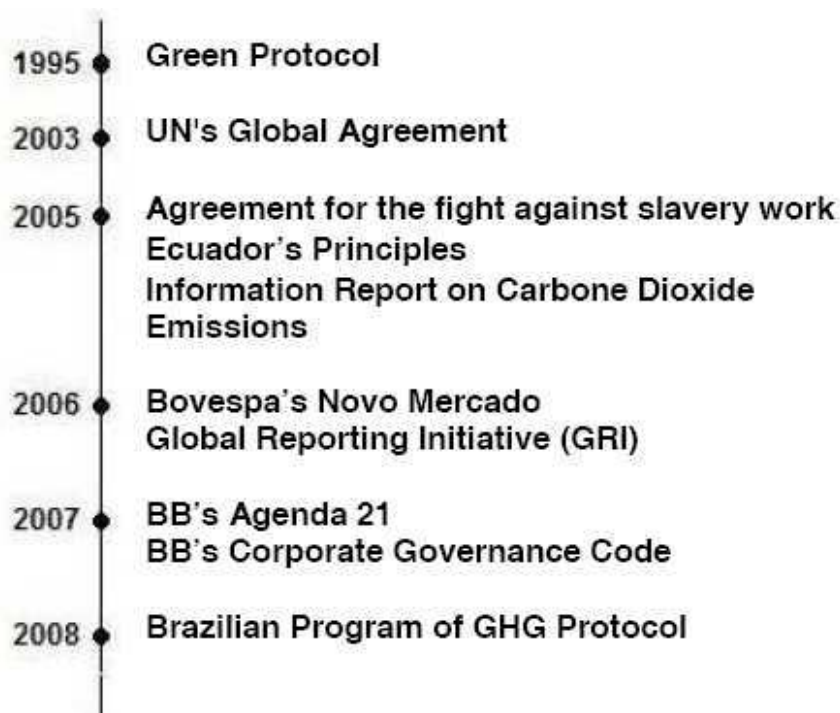 1995 Green Protocol
2003 UN's Global Agreement
2005 Agreement for the fight against slavery work
Ecuador's Principles
Information Report on Carbone Dioxide
Emissions
2006 Bovespa's Novo Mercado
Global Reporting Initiative (GRI)
2007 BB's Agenda 21
BB's Corporate Governance Code
2008 Brazilian Program of GHG Protocol